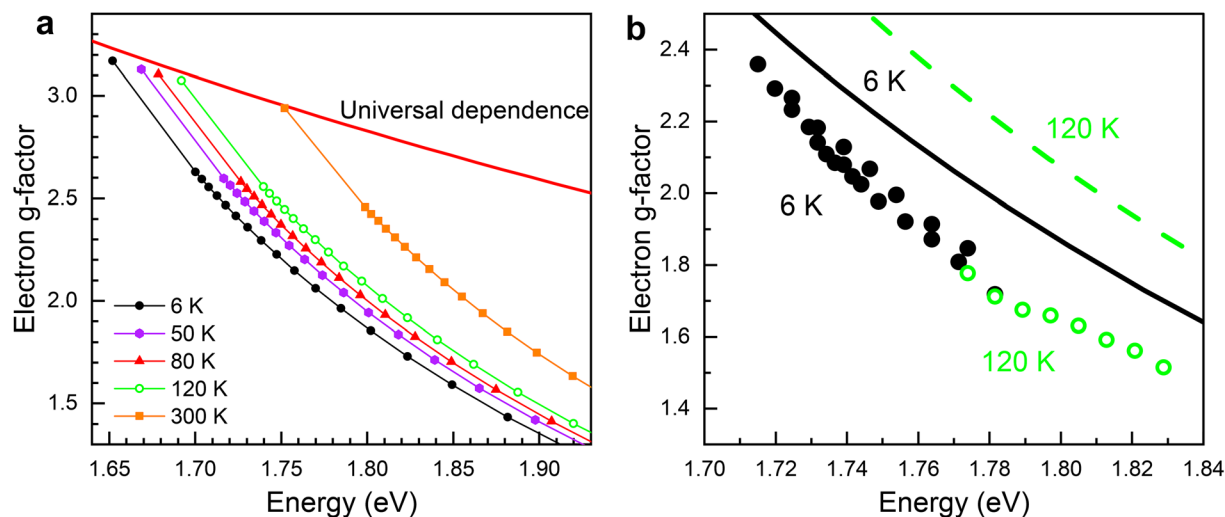 a
Electron g-factor
3.0
2.5
2.0
1.5
Universal dependence
6 K
50 K
80 K
120 K
300 K
1.65 1.70 1.75 1.80 1.85 1.90
Energy (eV)
b
Electron g-factor
2.4
2.2
2.0
1.8
1.6
1.4
6 K
120 K
6 K
120 K
1.70 1.72 1.74 1.76 1.78 1.80 1.82 1.84
Energy (eV)